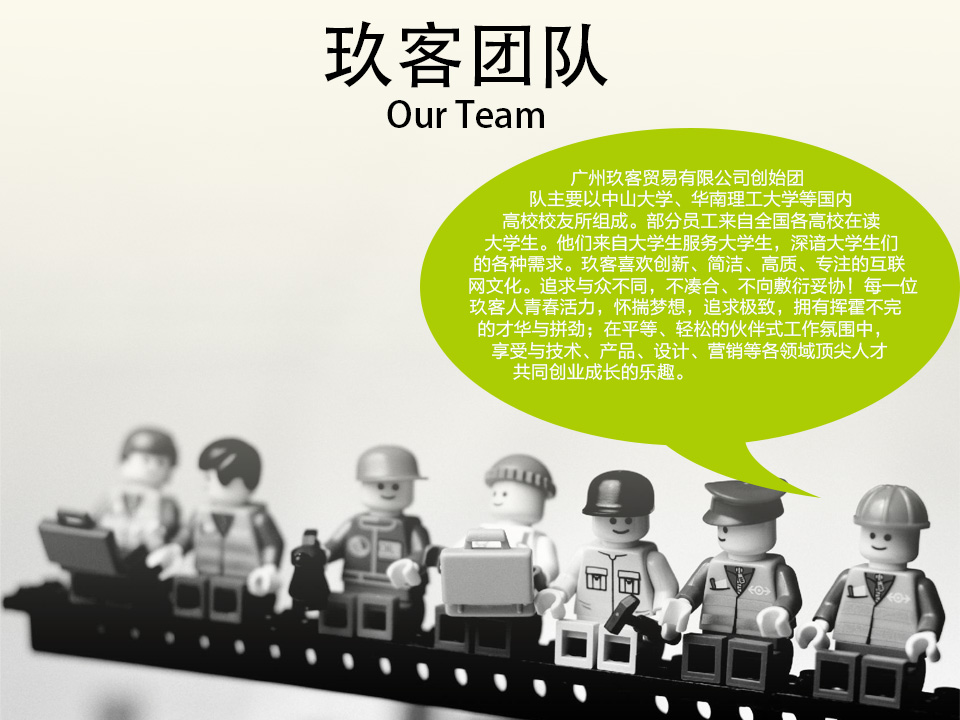 玖客团队
Our Team
广州玖客贸易有限公司创始团
队主要以中山大学、华南理工大学等国内
高校校友所组成。部分员工来自全国各高校在读
大学生。他们来自大学生服务大学生，深谙大学生们
的各种需求。玖客喜欢创新、简洁、高质、专注的互联
网文化。追求与众不同，不凑合、不向敷衍妥协！每一位
玖客人青春活力，怀揣梦想，追求极致，拥有挥霍不完
的才华与拼劲；在平等、轻松的伙伴式工作氛围中，
享受与技术、产品、设计、营销等各领域顶尖人才
共同创业成长的乐趣。